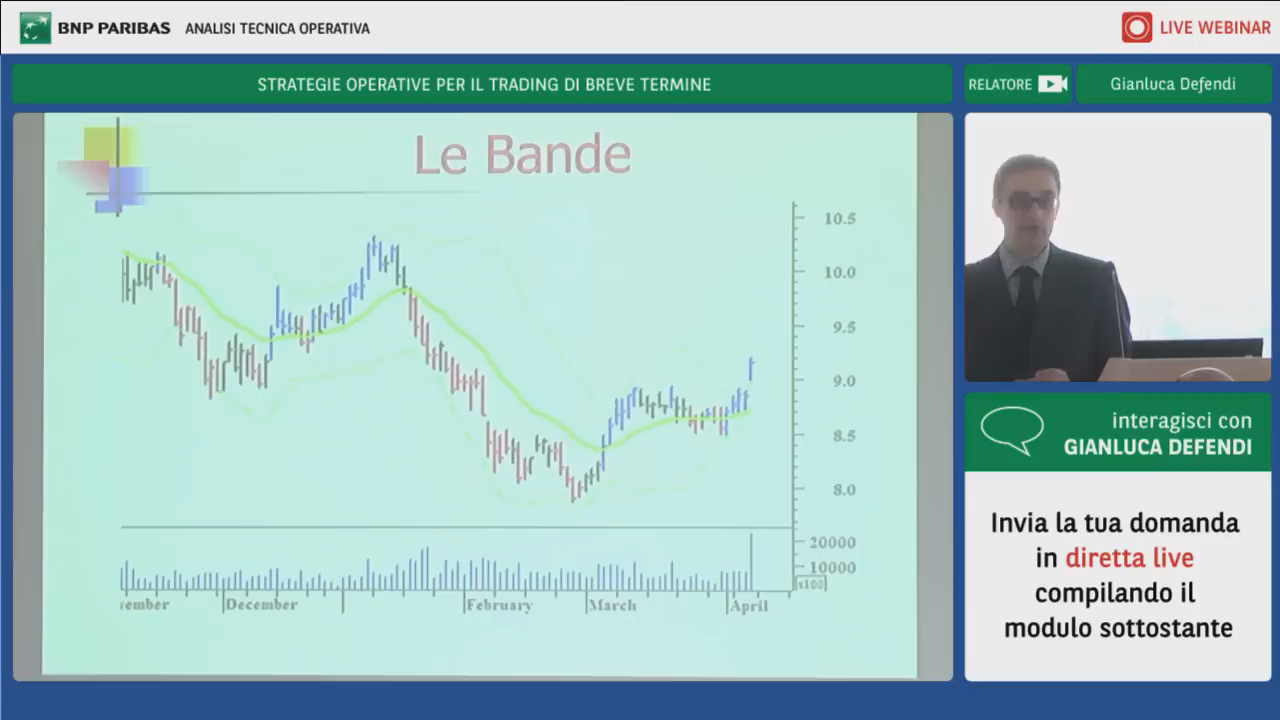 BNP PARIBAS ANALISI TECNICA OPERATIVA
LIVE WEBINAR
STRATEGIE OPERATIVE PER IL TRADING DI BREVE TERMINE
RELATORE
Gianluca Defendi
Le Bande
10.5
10.0
9.5
9.0
8.5
8.0
20000
10000
x100
rember December February March April
interagisci con
GIANLUCA DEFENDI
Invia la tua domanda
in diretta live
compilando il
modulo sottostante